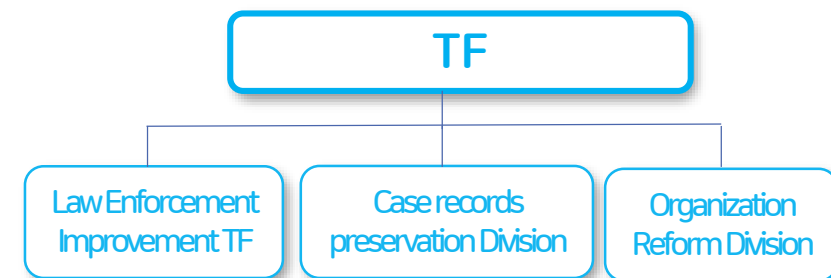 TF
Law Enforcement
Improvement TF
Case records
preservation Division
Organization
Reform Division